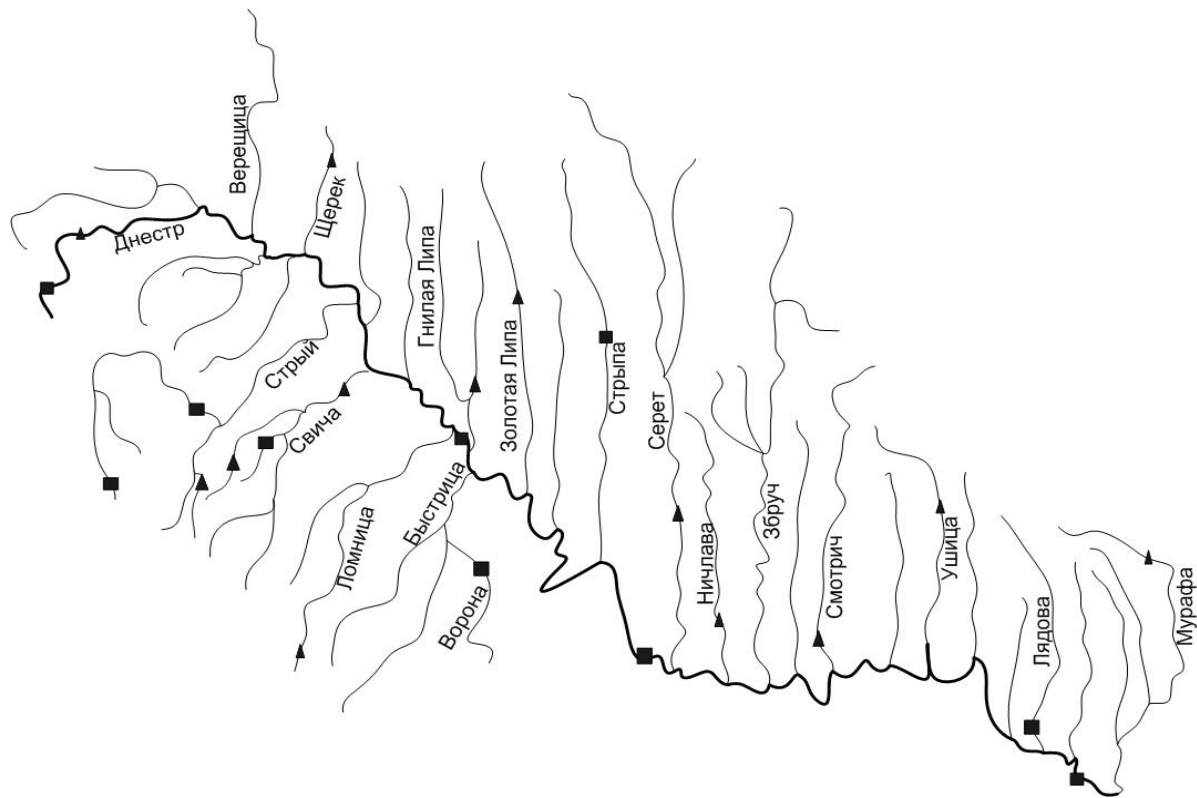 Верещица
Щерек
Днестр
Гнилая Липа
Золотая Липа
Стрыпа
Серет
Стрый
Свича
Быстрица
Ломница
Ворона
Збруч
Ничлава
Смотрич
Ушица
Лядова
Мурафа